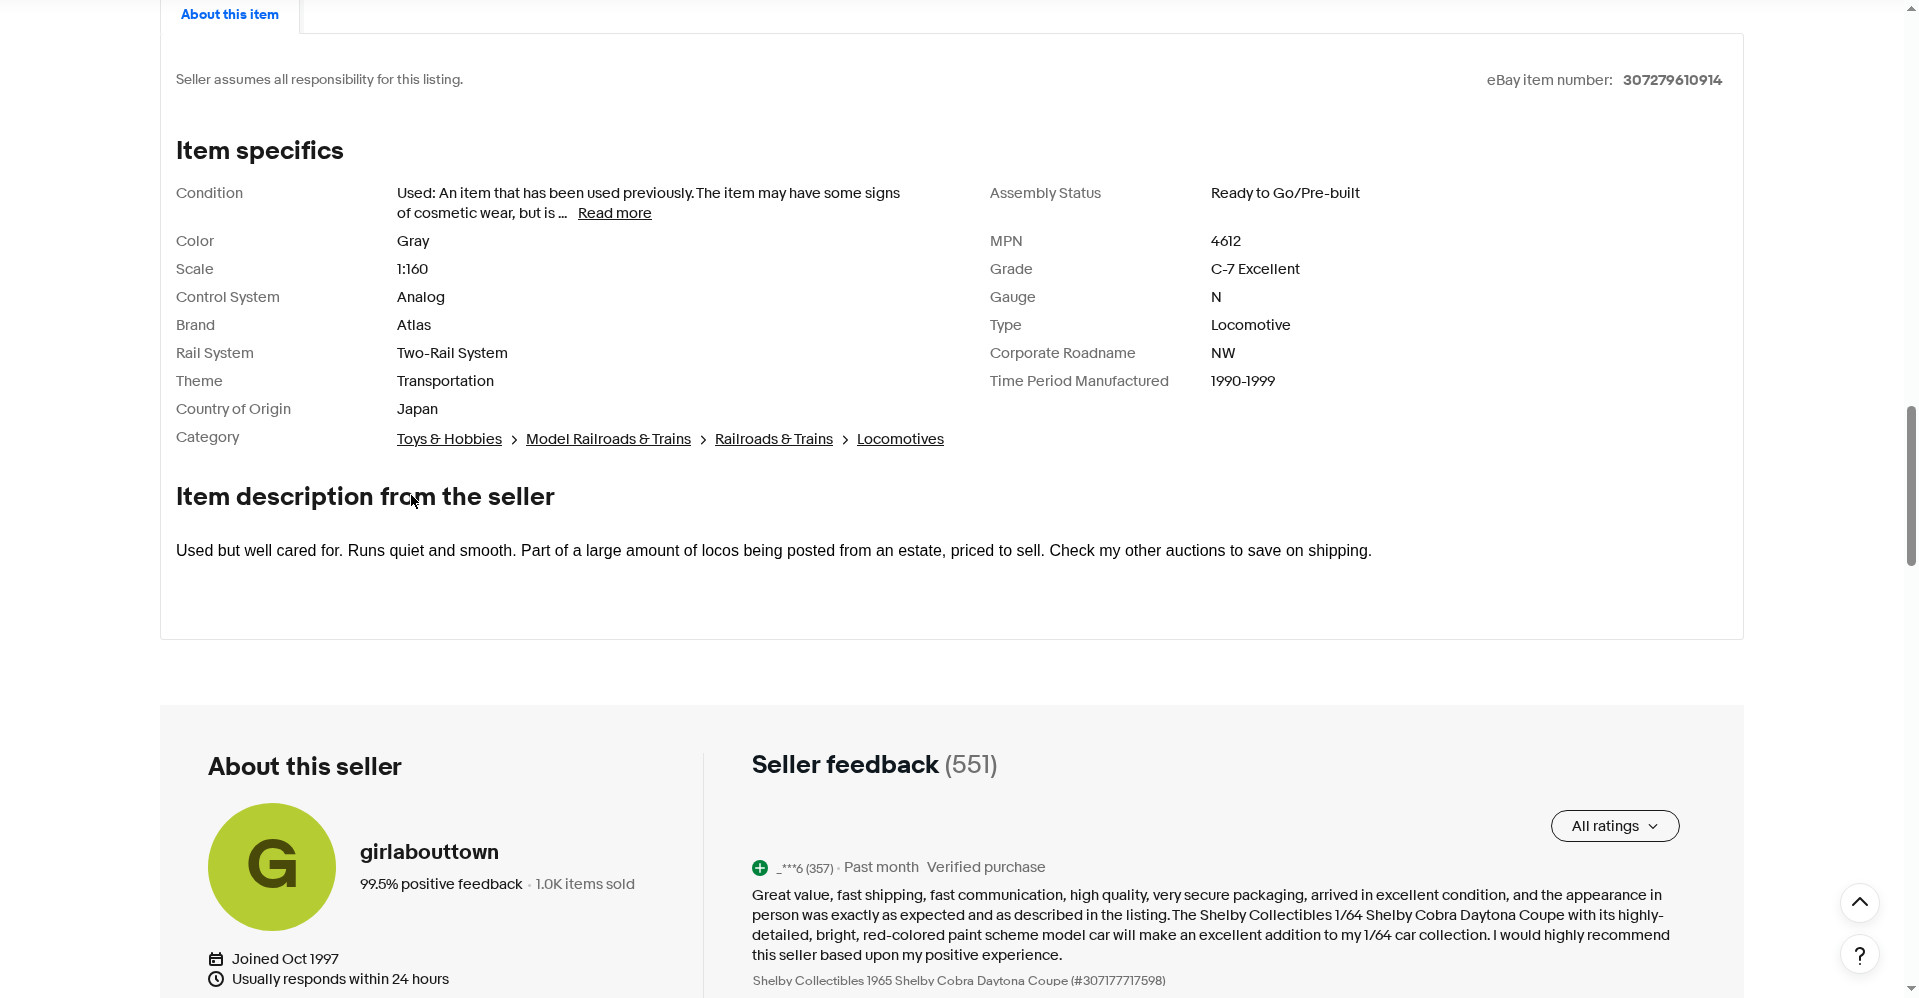 About this item
Seller assumes all responsibility for this listing.
eBay item number: 307279610914
Item specifics
Condition
Used: An item that has been used previously. The item may have some signs
of cosmetic wear, but is ... Read more
Assembly Status
Ready to Go/Pre-built
Color
Gray
MPN
4612
Scale
1:160
Grade
C-7 Excellent
Control System
Analog
Gauge
N
Brand
Atlas
Type
Locomotive
Rail System
Two-Rail System
Corporate Roadname
NW
Theme
Transportation
Time Period Manufactured
1990-1999
Country of Origin
Japan
Category
Toys & Hobbies > Model Railroads & Trains > Railroads & Trains > Locomotives
Item description from the seller
Used but well cared for. Runs quiet and smooth. Part of a large amount of locos being posted from an estate, priced to sell. Check my other auctions to save on shipping.
About this seller
G
girlabouttown
99.5% positive feedback · 1.0K items sold
Joined Oct 1997
Usually responds within 24 hours
Seller feedback (551)
All ratings
_***6 (357) · Past month Verified purchase
Great value, fast shipping, fast communication, high quality, very secure packaging, arrived in excellent condition, and the appearance in
person was exactly as expected and as described in the listing. The Shelby Collectibles 1/64 Shelby Cobra Daytona Coupe with its highly-
detailed, bright, red-colored paint scheme model car will make an excellent addition to my 1/64 car collection. I would highly recommend
this seller based upon my positive experience.
Shelby Collectibles 1965 Shelby Cobra Daytona Coupe (#307177717598)
?